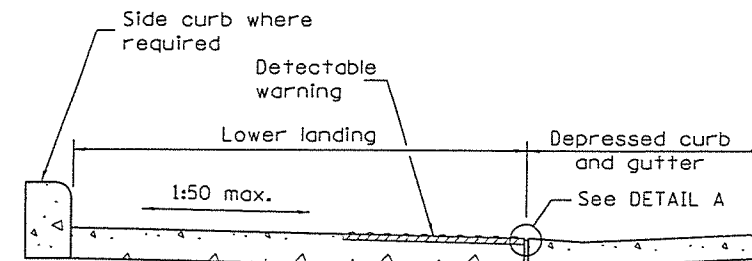 Side curb where
required
Detectable
warning
Lower landing
Depressed curb
and gutter
1:50 max.
See DETAIL A